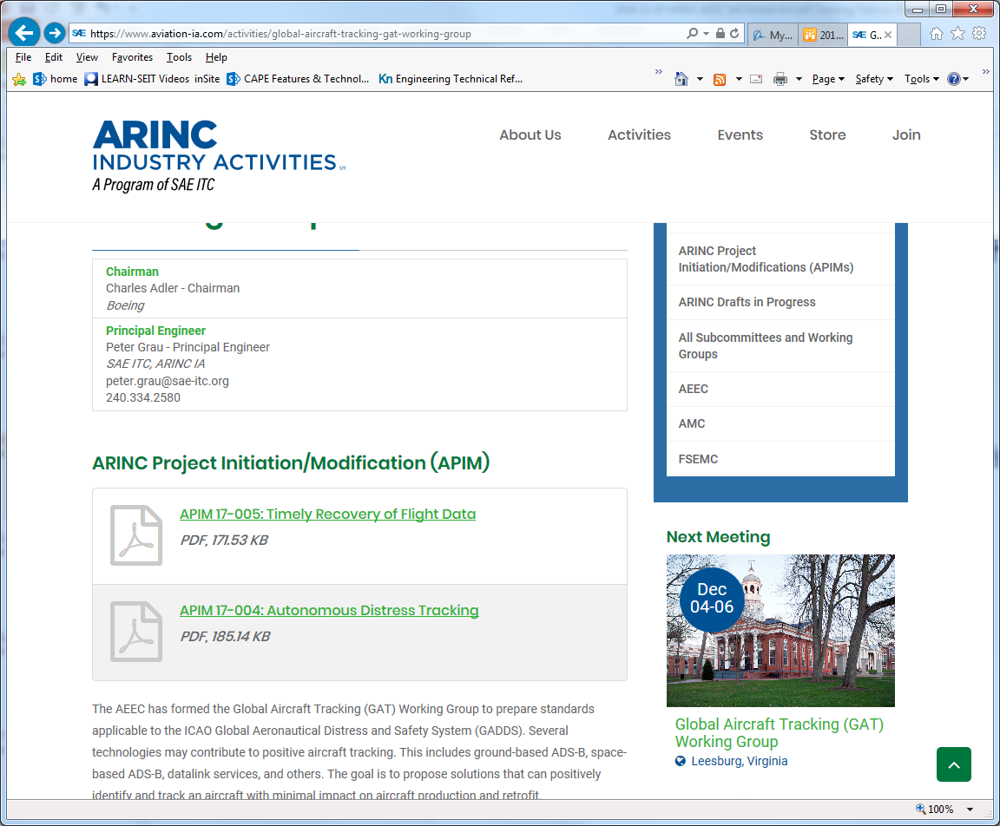 https://www.aviation-ia.com/activities/global-aircraft-tracking-gat-working-group
My...
201...
G..
File Edit View Favorites Tools Help
home LEARN-SEIT Videos inSite CAPE Features & Technol... Kn Engineering Technical Ref...
Page Safety Tools
ARINC
INDUSTRY ACTIVITIES SM
A Program of SAE ITC
About Us Activities Events Store Join
Chairman
Charles Adler - Chairman
Boeing
Principal Engineer
Peter Grau - Principal Engineer
SAE ITC, ARINC IA
peter.grau@sae-itc.org
240.334.2580
ARINC Project Initiation/Modification (APIM)
APIM 17-005: Timely Recovery of Flight Data
PDF, 171.53 KB
APIM 17-004: Autonomous Distress Tracking
PDF, 185.14 KB
The AEEC has formed the Global Aircraft Tracking (GAT) Working Group to prepare standards
applicable to the ICAO Global Aeronautical Distress and Safety System (GADDS). Several
technologies may contribute to positive aircraft tracking. This includes ground-based ADS-B, space-
based ADS-B, datalink services, and others. The goal is to propose solutions that can positively
identify and track an aircraft with minimal impact on aircraft production and retrofit.
ARINC Project
Initiation/Modifications (APIMs)
ARINC Drafts in Progress
All Subcommittees and Working
Groups
AEEC
AMC
FSEMC
Next Meeting
Dec
04-06
Global Aircraft Tracking (GAT)
Working Group
Leesburg, Virginia
100%